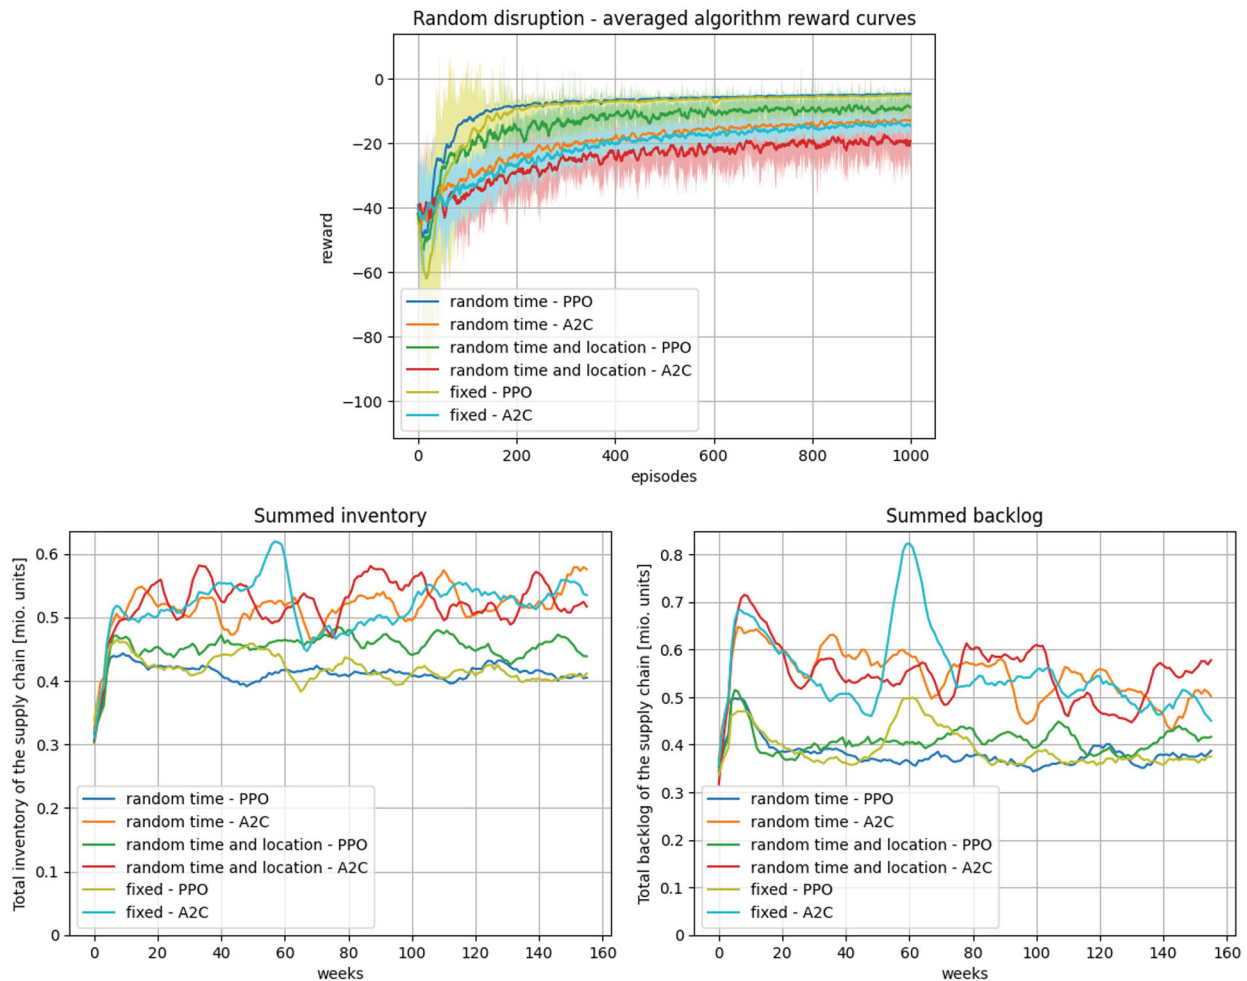 Random disruption - averaged algorithm reward curves
0
−20
−40
−60
−80
−100
reward
random time - PPO
random time - A2C
random time and location - PPO
random time and location - A2C
fixed - PPO
fixed - A2C
0 200 400 600 800 1000
episodes
Summed inventory
0.6
0.5
0.4
0.3
0.2
0.1
0
Total inventory of the supply chain [mio. units]
random time - PPO
random time - A2C
random time and location - PPO
random time and location - A2C
fixed - PPO
fixed - A2C
0 20 40 60 80 100 120 140 160
weeks
Summed backlog
0.8
0.7
0.6
0.5
0.4
0.3
0.2
0.1
0
Total backlog of the supply chain [mio. units]
random time - PPO
random time - A2C
random time and location - PPO
random time and location - A2C
fixed - PPO
fixed - A2C
0 20 40 60 80 100 120 140 160
weeks